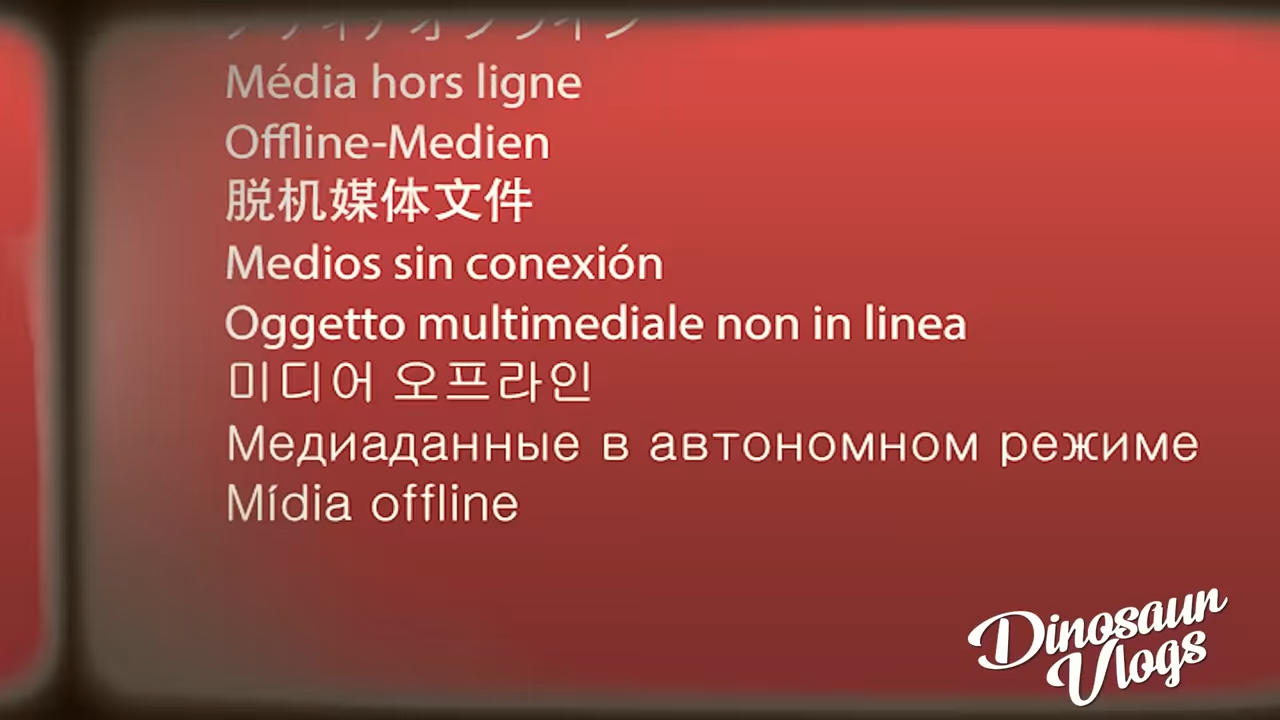 Média hors ligne
Offline-Medien
脱机媒体文件
Medios sin conexión
Oggetto multimediale non in linea
미디어 오프라인
Медиаданные в автономном режиме
Mídia offline
Dinosaur
Vlogs